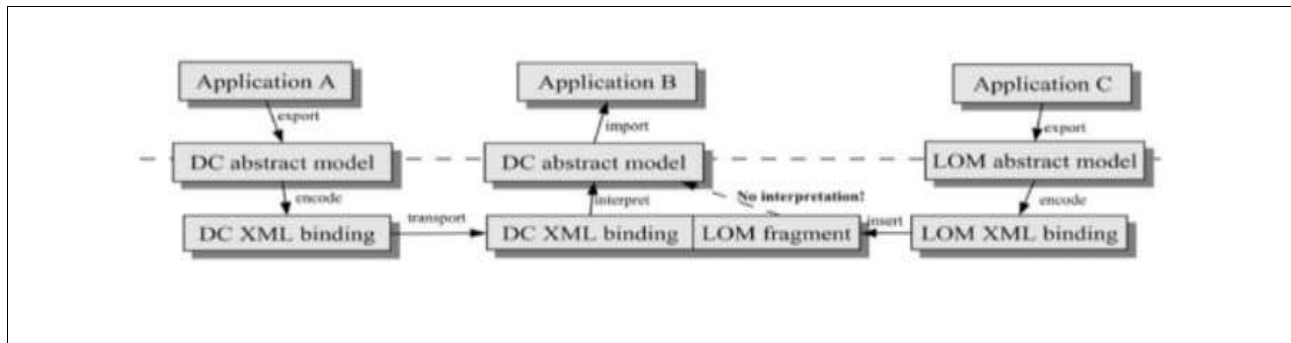 Application A
Application B
Application C
export
import
export
DC abstract model
DC abstract model
LOM abstract model
encode
interpret
No interpretation!
encode
DC XML binding
transport
DC XML binding
LOM fragment
insert
LOM XML binding